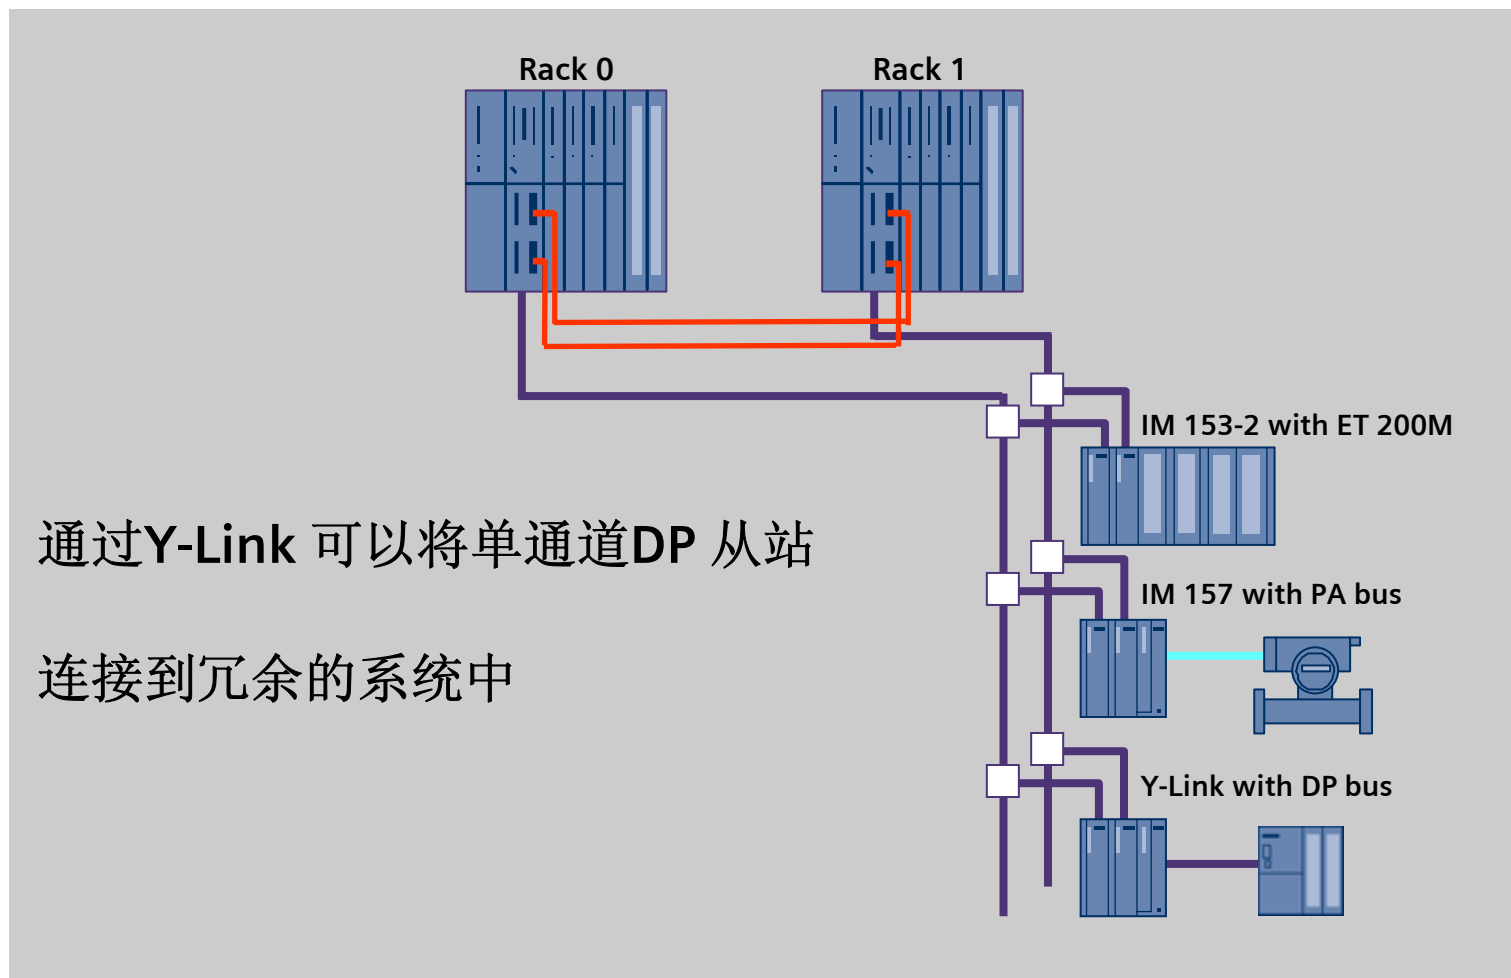 Rack 0
Rack 1
IM 153-2 with ET 200M
通过Y-Link 可以将单通道DP 从站
IM 157 with PA bus
连接到冗余的系统中
Y-Link with DP bus